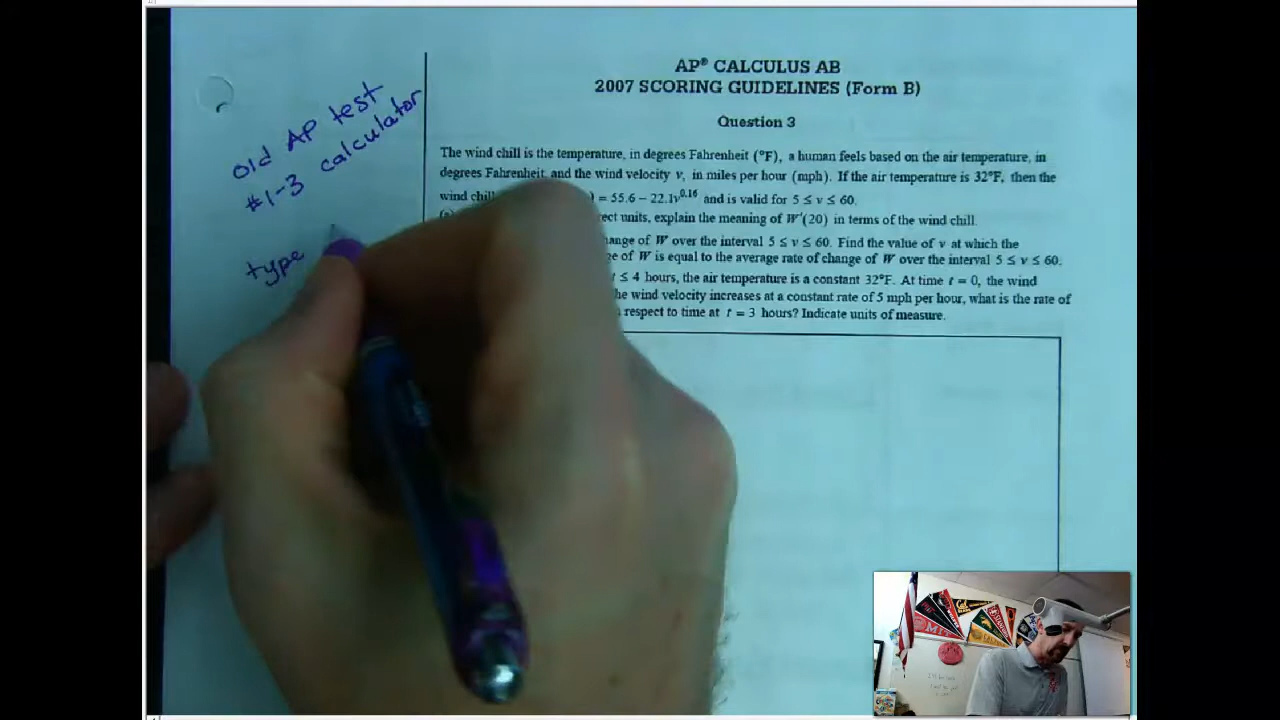 AP® CALCULUS AB
2007 SCORING GUIDELINES (Form B)
Question 3
old AP test
#1-3 calculator
type
The wind chill is the temperature, in degrees Fahrenheit (°F), a human feels based on the air temperature, in
degrees Fahrenheit, and the wind velocity v, in miles per hour (mph). If the air temperature is 32°F, then the
wind chill ) = 55.6 − 22.1v^0.16 and is valid for 5 ≤ v ≤ 60.
rect units, explain the meaning of W′(20) in terms of the wind chill.
ange of W over the interval 5 ≤ v ≤ 60. Find the value of v at which the
e of W is equal to the average rate of change of W over the interval 5 ≤ v ≤ 60.
t ≤ 4 hours, the air temperature is a constant 32°F. At time t = 0, the wind
he wind velocity increases at a constant rate of 5 mph per hour, what is the rate of
respect to time at t = 3 hours? Indicate units of measure.
MIT